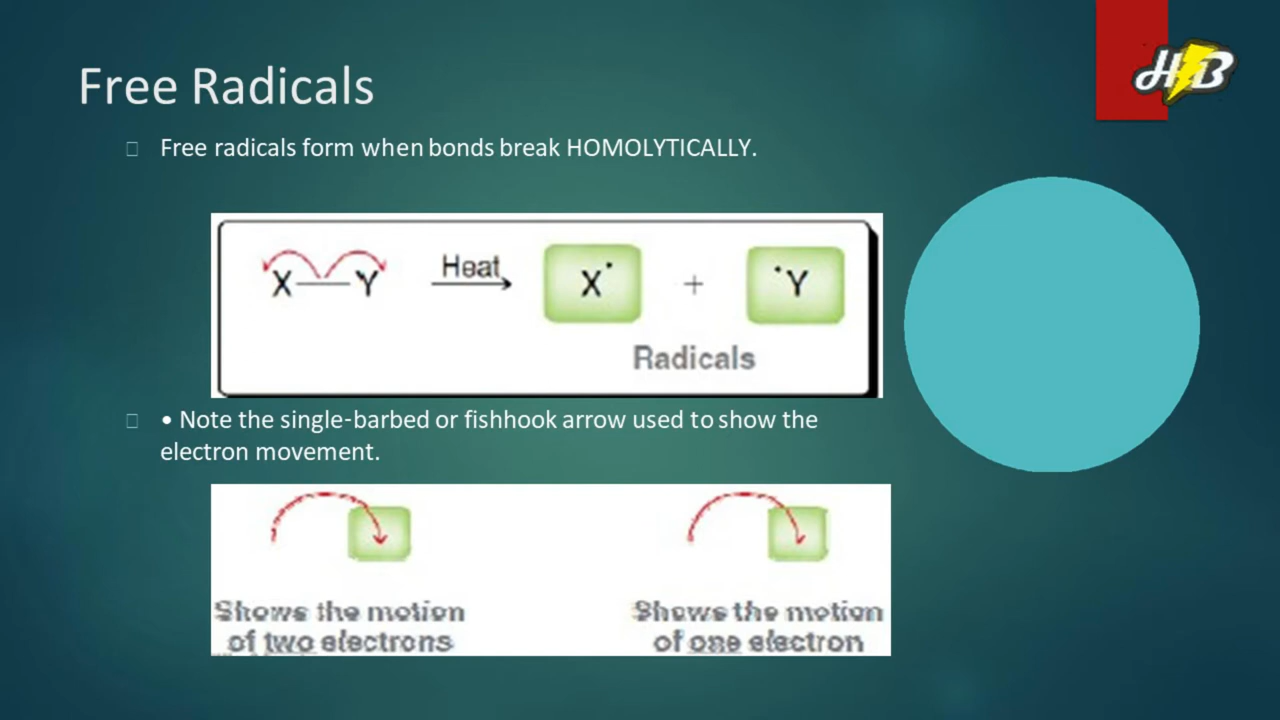 Free Radicals
HB
Free radicals form when bonds break HOMOLYTICALLY.
X—Y Heat X• + •Y
Radicals
• Note the single-barbed or fishhook arrow used to show the
electron movement.
Shows the motion
of two electrons
Shows the motion
of one electron